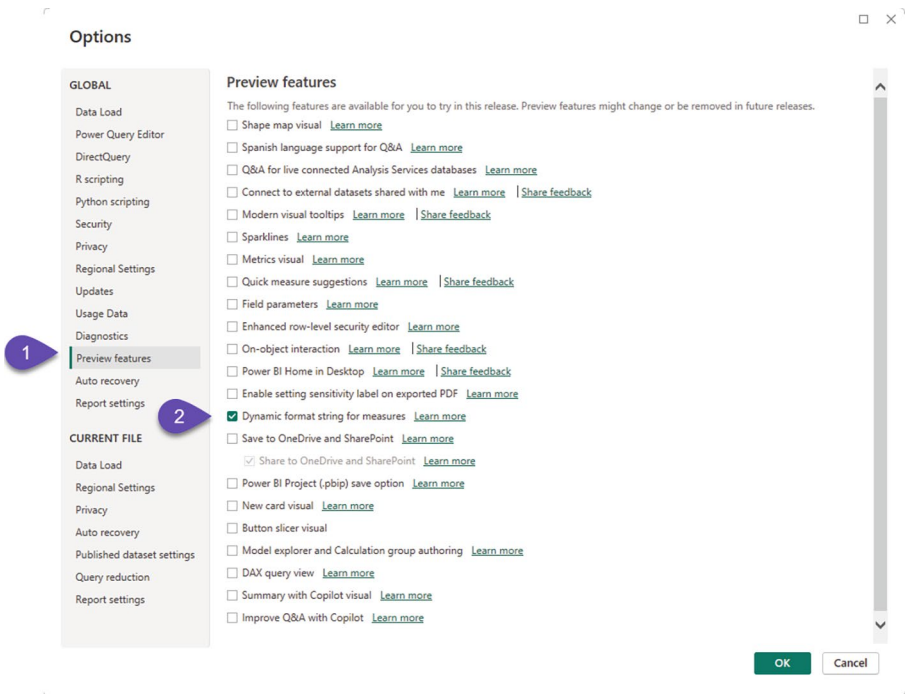 Options
GLOBAL
Data Load
Power Query Editor
DirectQuery
R scripting
Python scripting
Security
Privacy
Regional Settings
Updates
Usage Data
Diagnostics
1
Preview features
Auto recovery
Report settings
CURRENT FILE
Data Load
Regional Settings
Privacy
Auto recovery
Published dataset settings
Query reduction
Report settings
Preview features
The following features are available for you to try in this release. Preview features might change or be removed in future releases.
Shape map visual Learn more
Spanish language support for Q&A Learn more
Q&A for live connected Analysis Services databases Learn more
Connect to external datasets shared with me Learn more | Share feedback
Modern visual tooltips Learn more | Share feedback
Sparklines Learn more
Metrics visual Learn more
Quick measure suggestions Learn more | Share feedback
Field parameters Learn more
Enhanced row-level security editor Learn more
On-object interaction Learn more | Share feedback
Power BI Home in Desktop Learn more | Share feedback
Enable setting sensitivity label on exported PDF Learn more
2
Dynamic format string for measures Learn more
Save to OneDrive and SharePoint Learn more
Share to OneDrive and SharePoint Learn more
Power BI Project (.pbip) save option Learn more
New card visual Learn more
Button slicer visual
Model explorer and Calculation group authoring Learn more
DAX query view Learn more
Summary with Copilot visual Learn more
Improve Q&A with Copilot Learn more
OK Cancel